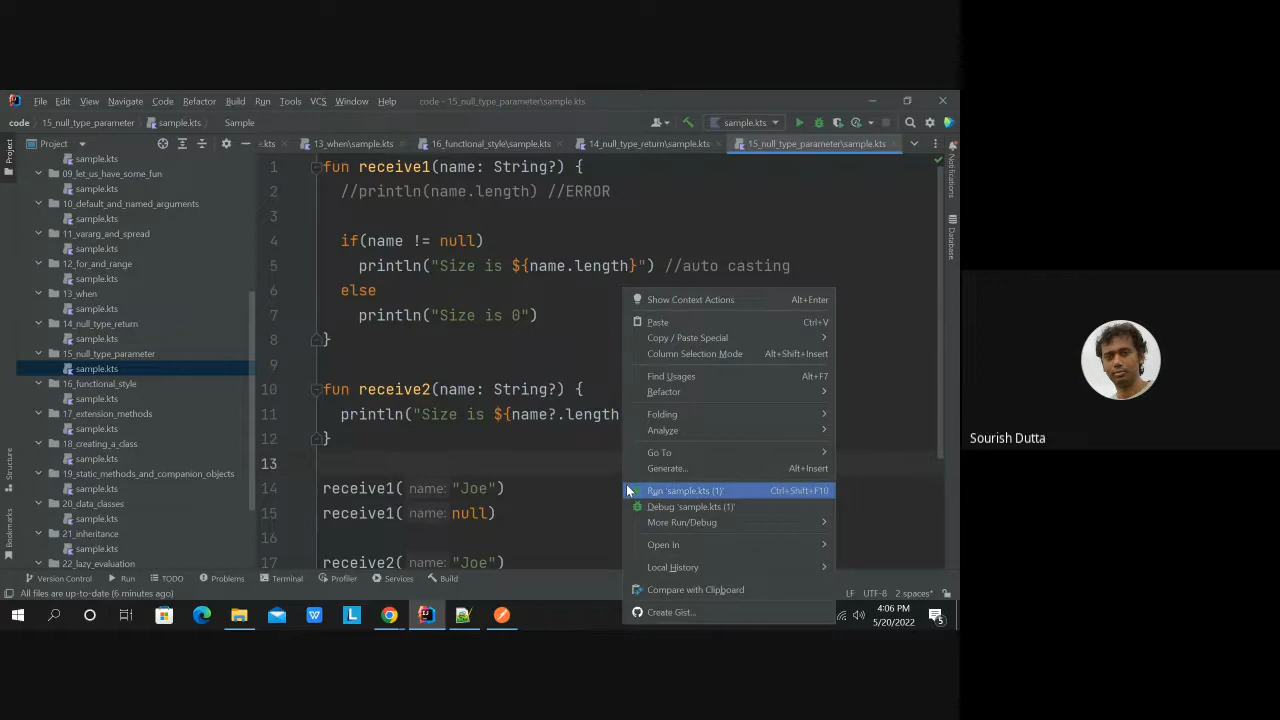 File Edit View Navigate Code Refactor Build Run Tools VCS Window Help code - 15_null_type_parameter\sample.kts
code 15_null_type_parameter sample.kts Sample sample.kts
Project .kts 13_when\sample.kts 16_functional_style\sample.kts 14_null_type_return\sample.kts 15_null_type_parameter\sample.kts
Project
Structure
Bookmarks
Notifications
Database
sample.kts
09_let_us_have_some_fun
sample.kts
10_default_and_named_arguments
sample.kts
11_vararg_and_spread
sample.kts
12_for_and_range
sample.kts
13_when
sample.kts
14_null_type_return
sample.kts
15_null_type_parameter
sample.kts
16_functional_style
sample.kts
17_extension_methods
sample.kts
18_creating_a_class
sample.kts
19_static_methods_and_companion_objects
sample.kts
20_data_classes
sample.kts
21_inheritance
sample.kts
22_lazy_evaluation
1 fun receive1(name: String?) {
2 //println(name.length) //ERROR
3
4 if(name != null)
5 println("Size is ${name.length}") //auto casting
6 else
7 println("Size is 0")
8 }
9
10 fun receive2(name: String?) {
11 println("Size is ${name?.length
12 }
13
14 receive1( name: "Joe")
15 receive1( name: null)
16
17 receive2( name: "Joe")
Show Context Actions Alt+Enter
Paste Ctrl+V
Copy / Paste Special
Column Selection Mode Alt+Shift+Insert
Find Usages Alt+F7
Refactor
Folding
Analyze
Go To
Generate... Alt+Insert
Run 'sample.kts (1)' Ctrl+Shift+F10
Debug 'sample.kts (1)'
More Run/Debug
Open In
Local History
Compare with Clipboard
Create Gist...
Version Control Run TODO Problems Terminal Profiler Services Build
All files are up-to-date (6 minutes ago) LF UTF-8 2 spaces*
4:06 PM
5/20/2022
5
Sourish Dutta